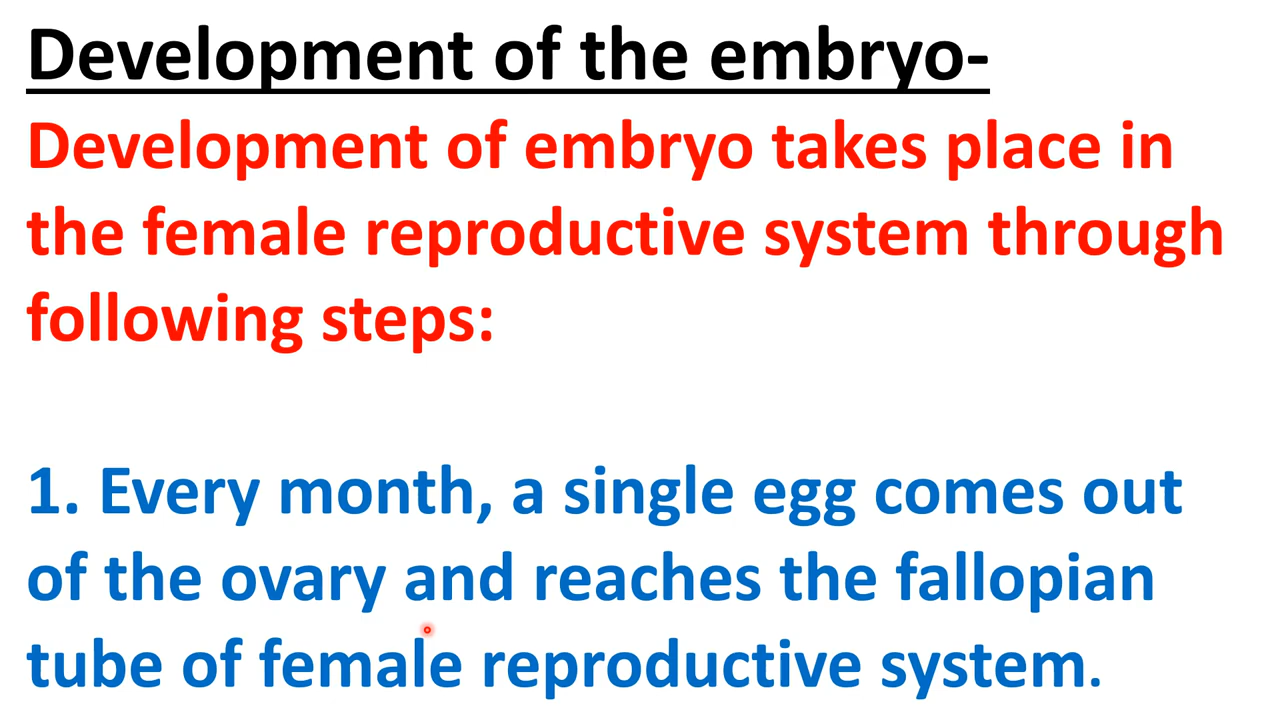 Development of the embryo-
Development of embryo takes place in
the female reproductive system through
following steps:
1. Every month, a single egg comes out
of the ovary and reaches the fallopian
tube of female reproductive system.